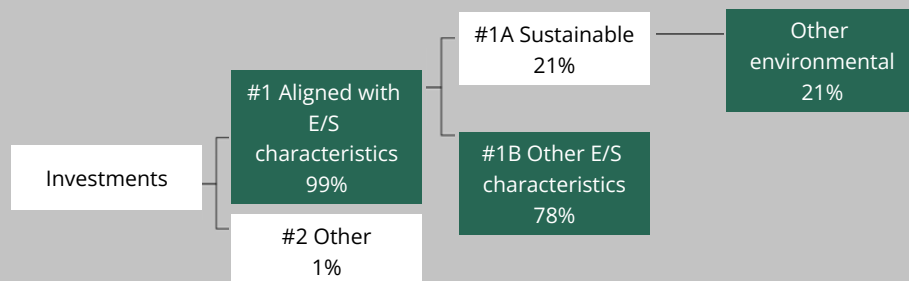 Investments
#1 Aligned with
E/S
characteristics
99%
#2 Other
1%
#1A Sustainable
21%
#1B Other E/S
characteristics
78%
Other
environmental
21%